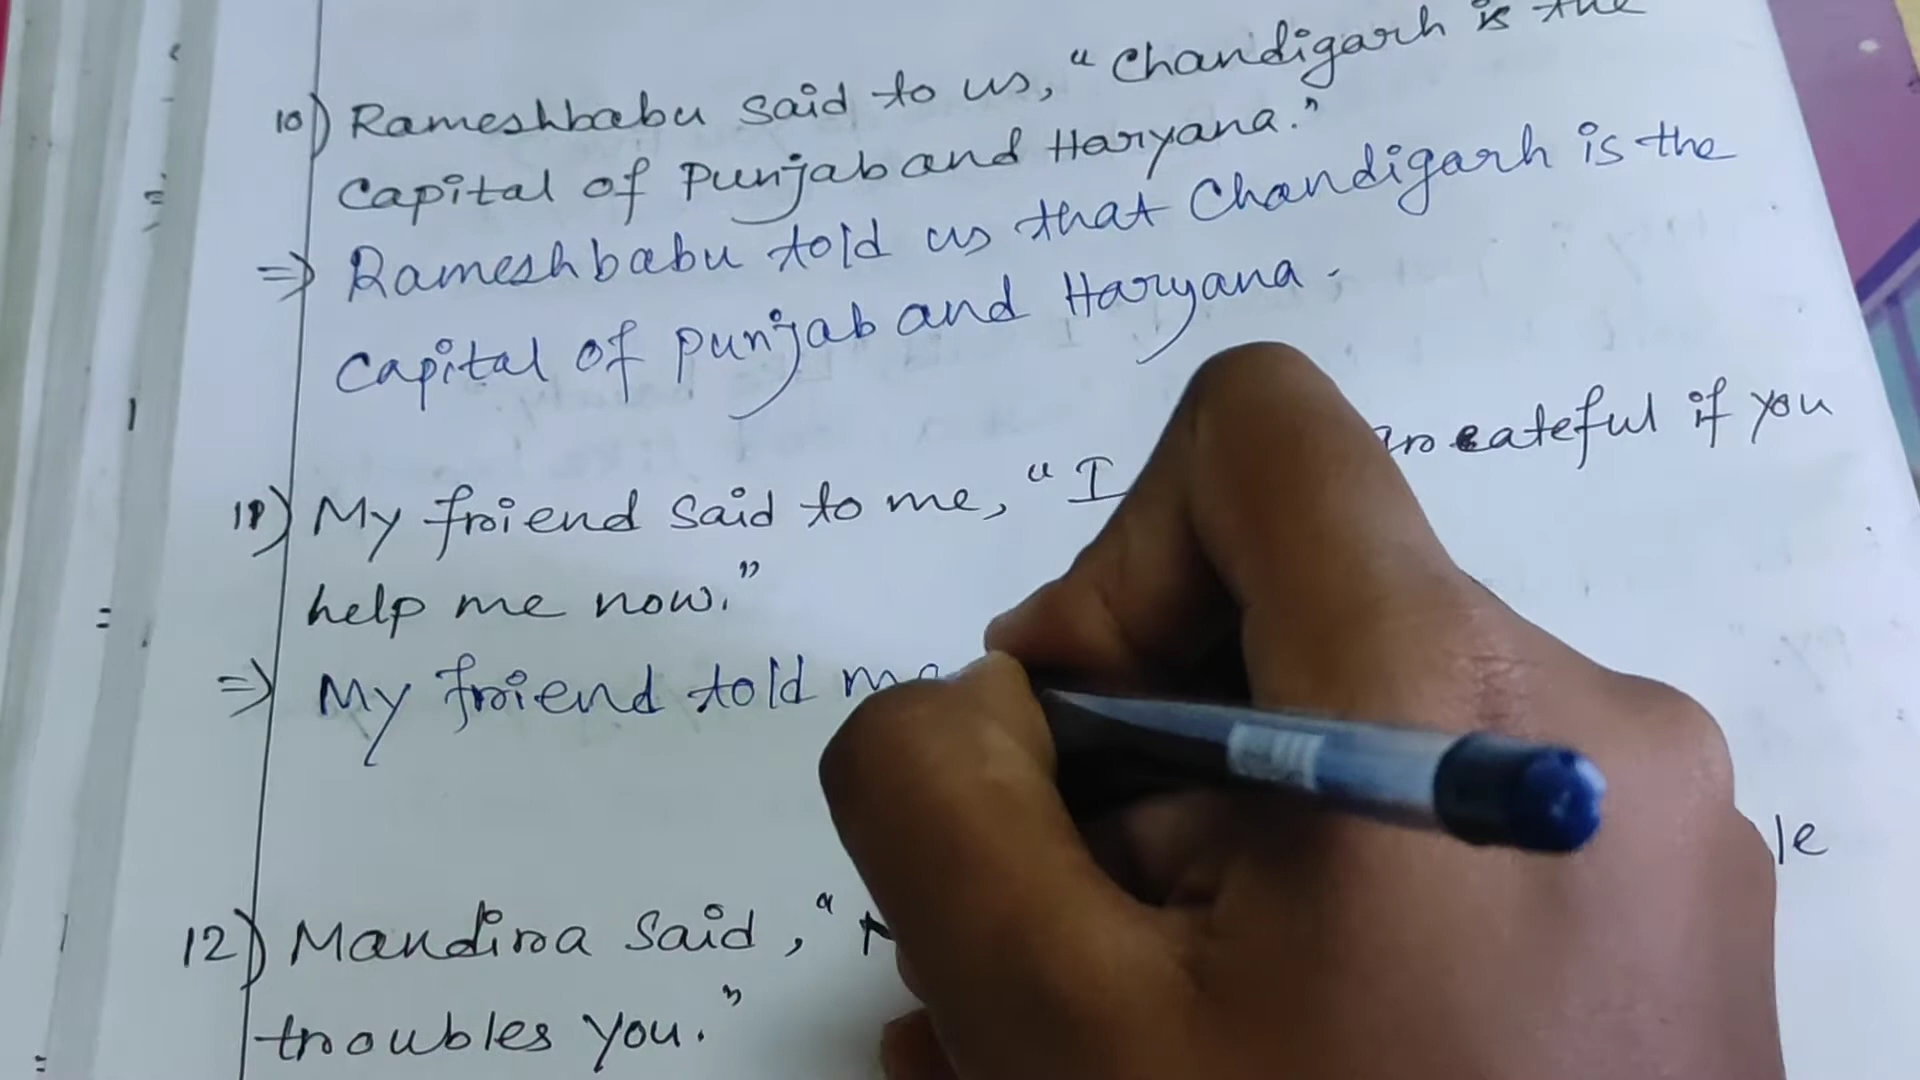 10) Rameshbabu said to us, "Chandigarh is the
capital of Punjab and Haryana."
=> Rameshbabu told us that Chandigarh is the
capital of Punjab and Haryana.
11) My friend said to me, "I grateful if you
help me now."
=> My friend told me
12) Mandira said, "
troubles you."